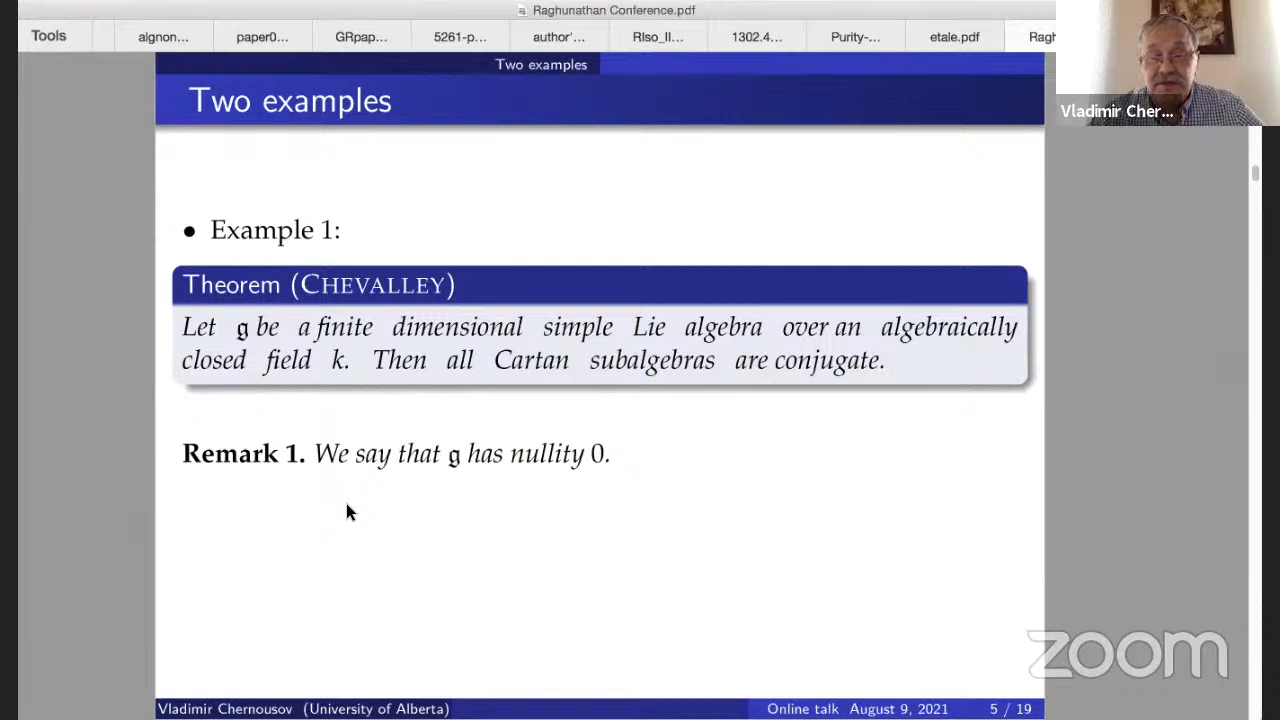 Raghunathan Conference.pdf
Tools
algnon...
paper0...
GRpap...
5261-p...
author'...
RIso_II...
1302.4...
Purity-...
etale.pdf
Ragh
Vladimir Cher...
Two examples
Two examples
• Example 1:
Theorem (CHEVALLEY)
Let 𝔤 be a finite dimensional simple Lie algebra over an algebraically
closed field k. Then all Cartan subalgebras are conjugate.
Remark 1. We say that 𝔤 has nullity 0.
zoom
Vladimir Chernousov (University of Alberta)
Online talk August 9, 2021
5 / 19